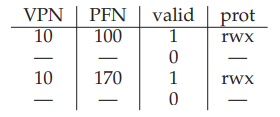 VPN PFN valid prot
10 100 1 rwx
— — 0 —
10 170 1 rwx
— — 0 —